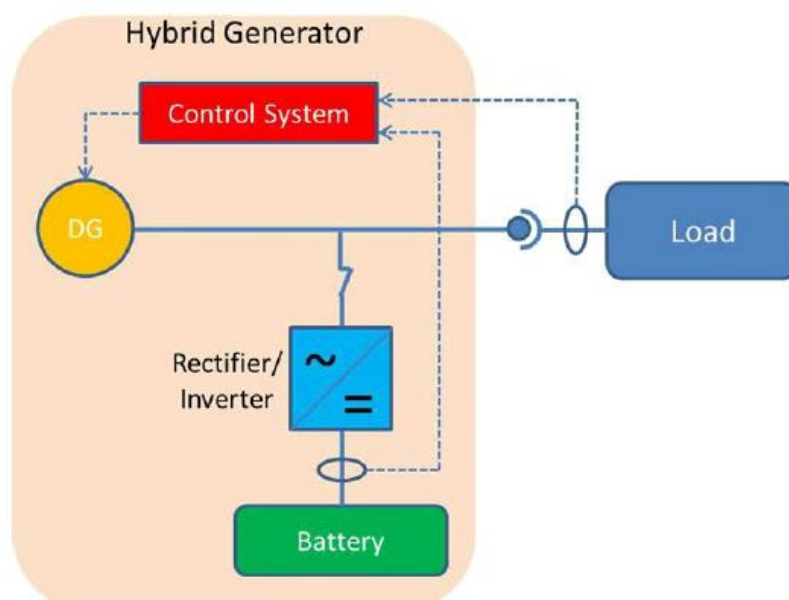 Hybrid Generator
Control System
DG
Load
Rectifier/
Inverter
~
=
Battery